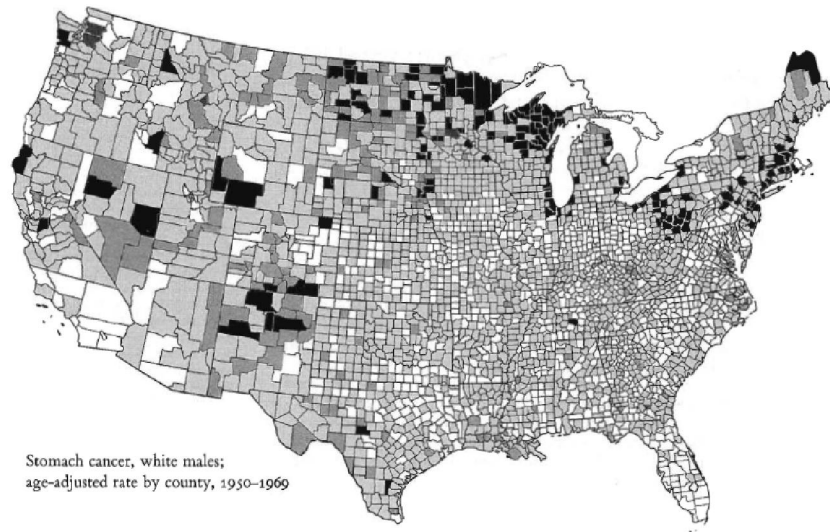 Stomach cancer, white males;
age-adjusted rate by county, 1950–1969